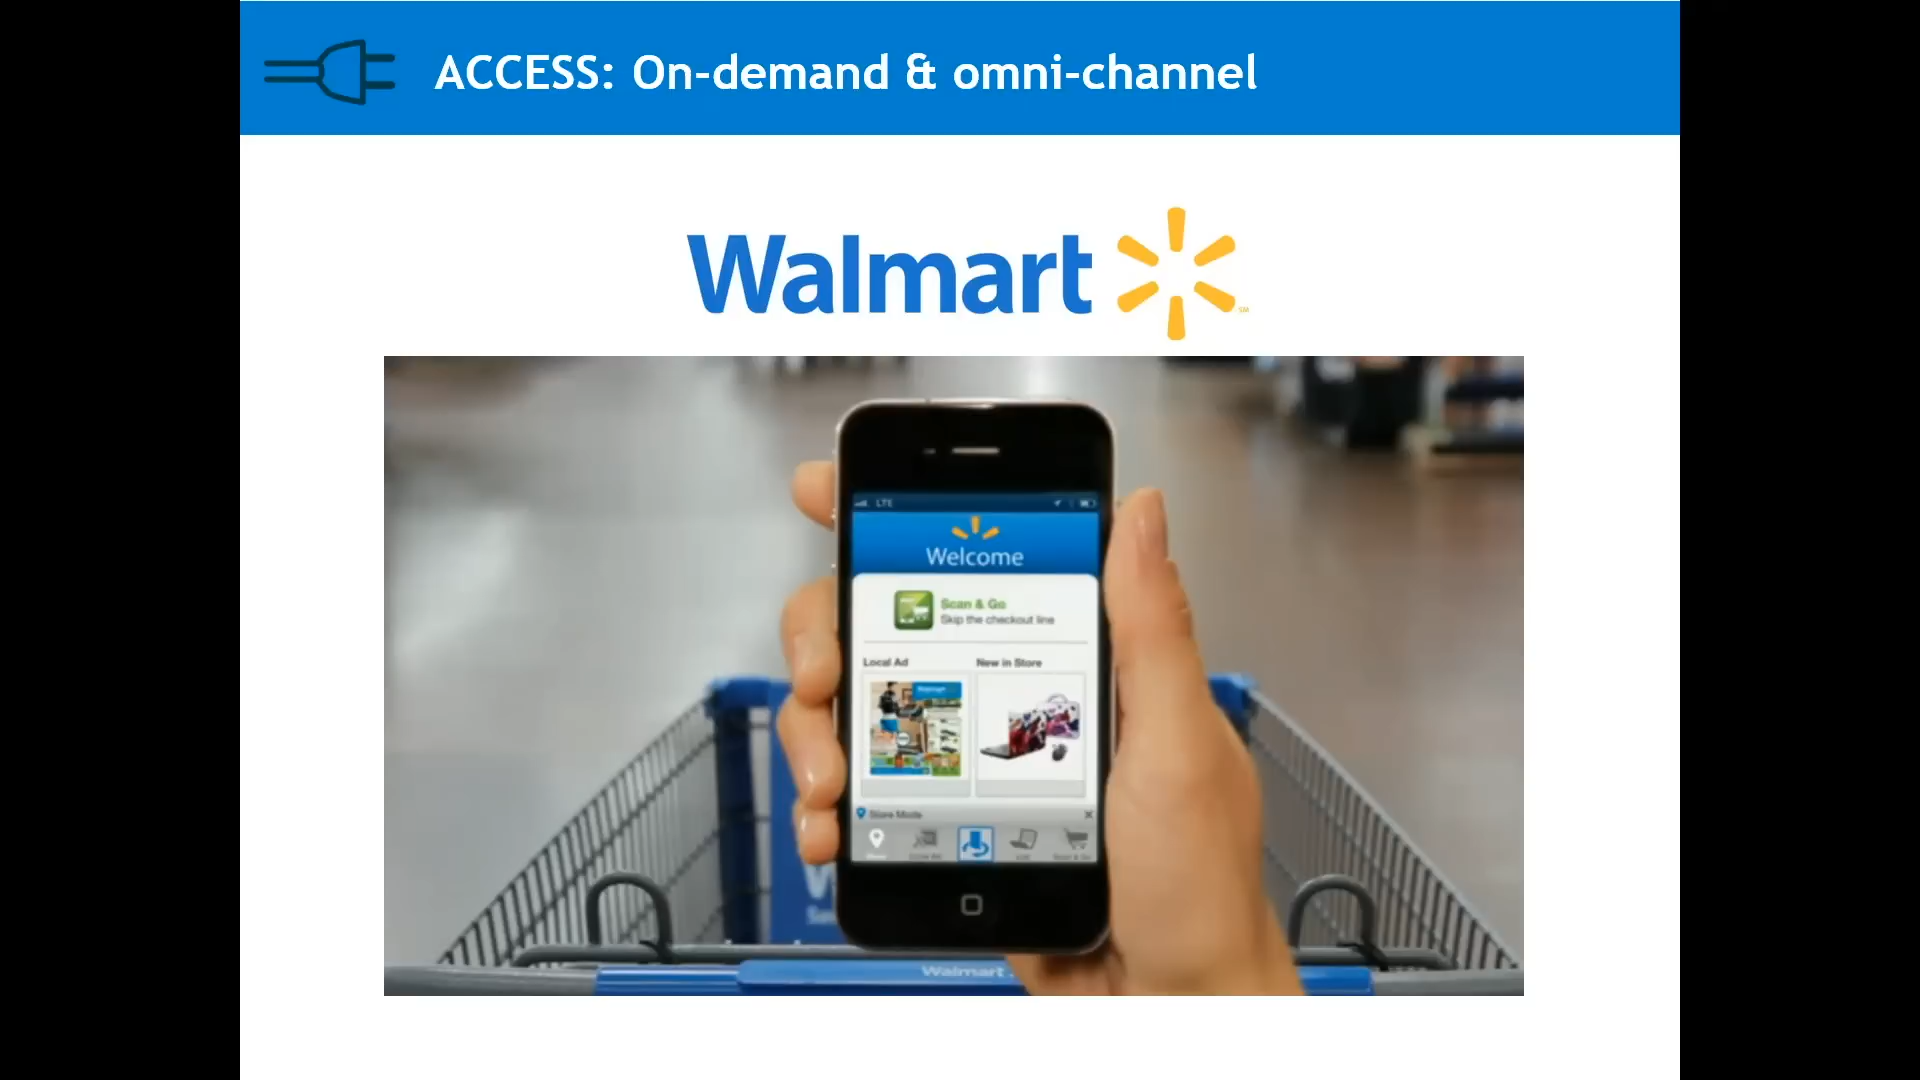 ACCESS: On-demand & omni-channel
Walmart
SM
LTE
Welcome
Scan & Go
Skip the checkout line
Local Ad
New in Store
Store Mode
Walmart